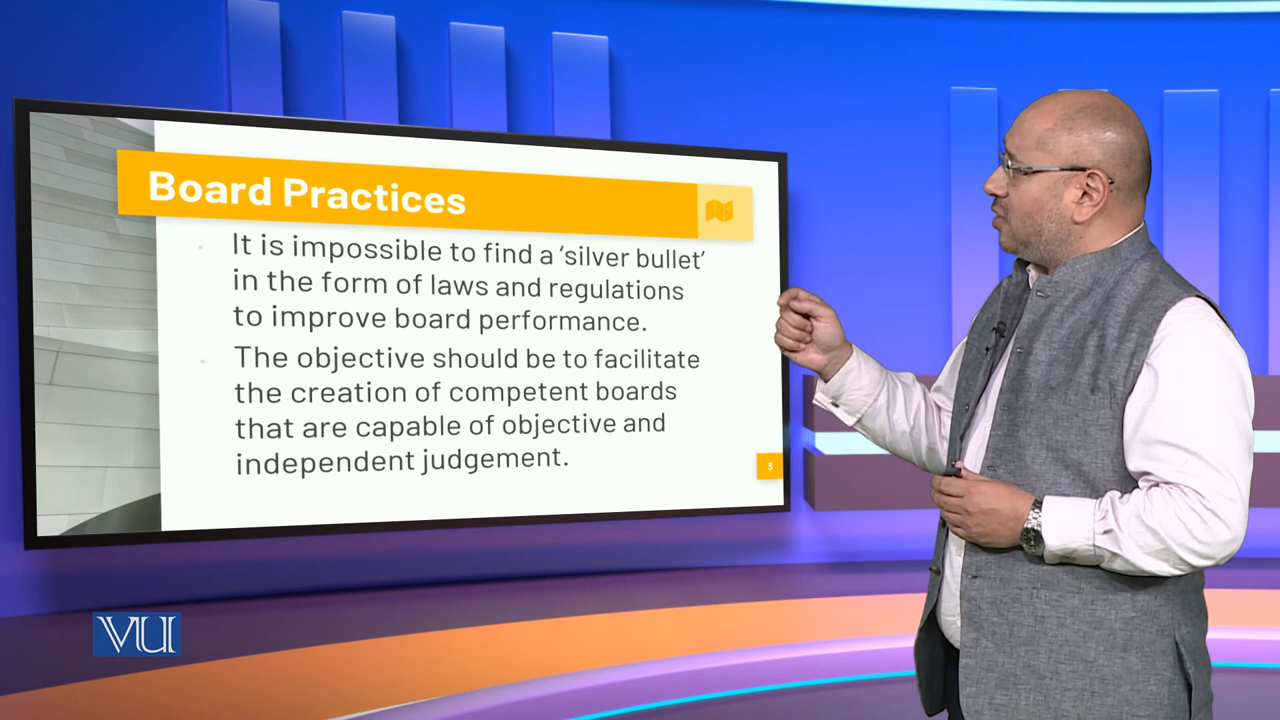 Board Practices
It is impossible to find a ‘silver bullet’
in the form of laws and regulations
to improve board performance.
The objective should be to facilitate
the creation of competent boards
that are capable of objective and
independent judgement.
3
VU